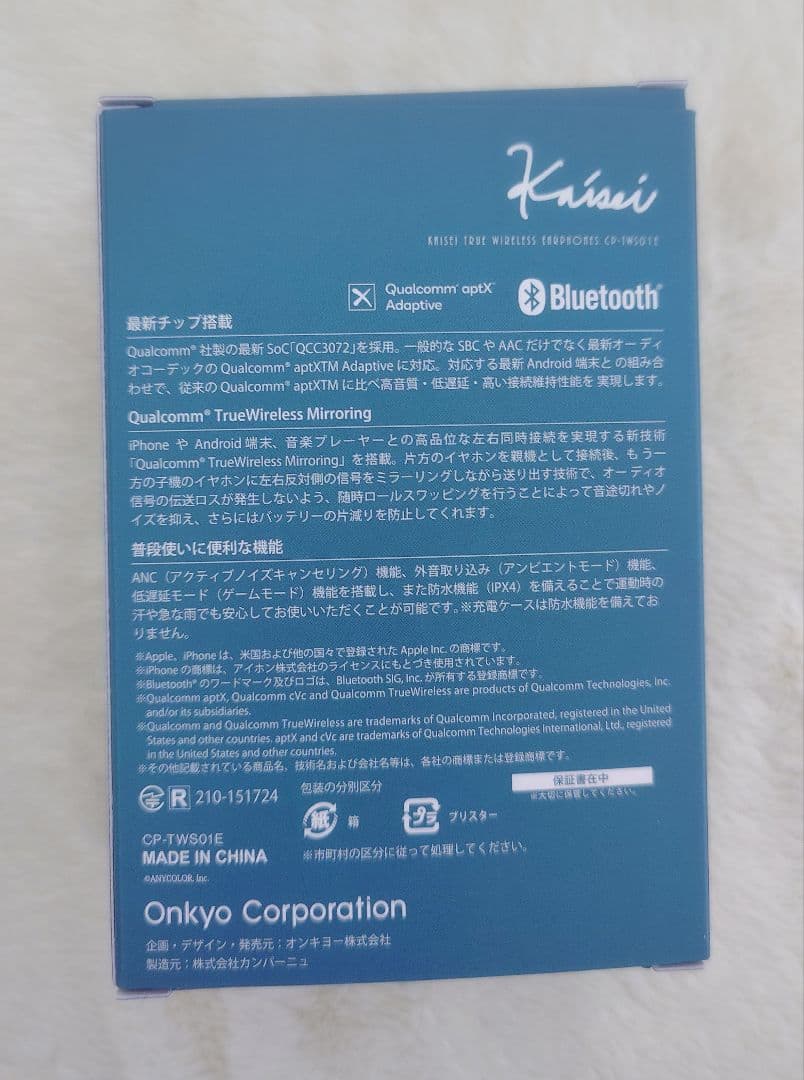 Kaisei
KAISEI TRUE WIRELESS EARPHONES CP-TWS01E
Qualcomm® aptX™
Adaptive
Bluetooth®
最新チップ搭載
Qualcomm® 社製の最新 SoC「QCC3072」を採用。一般的な SBC や AAC だけでなく最新オーディ
オコーデックの Qualcomm® aptXTM Adaptive に対応。対応する最新 Android 端末と の組み合
わせで、従来の Qualcomm® aptXTM に比べ高音質・低遅延・高い接続維持性能を 実現します。
Qualcomm® TrueWireless Mirroring
iPhone や Android 端末、音楽プレーヤーとの高品位な左右同時接続を実現する新技術
「Qualcomm® TrueWireless Mirroring」を搭載。片方のイヤホンを親機として接続後、も う一
方の子機のイヤホンに左右反対側の信号をミラーリングしながら送り出す技術で、オー ディオ
信号の伝送ロスが発生しないよう、随時ロールスワッピングを行うことによって音途切れやノ
イズを抑え、さらにはバッテリーの片減りを防止してくれます。
普段使いに便利な機能
ANC（アクティブノイズキャンセリング）機能、外音取り込み（アンビエントモード）機能、
低遅延モード（ゲームモード）機能を搭載し、また防水機能（IPX4）を備えることで運動時の
汗や急な雨でも安心してお使いいただくことが可能です。※充電ケースは防水機能を備えてお
りません。
※Apple、iPhone は、米国および他の国々で登録された Apple Inc. の商標です。
※iPhone の商標は、アイホン株式会社のライセンスにもとづき使用されています。
※Bluetooth® のワードマーク及びロゴは、Bluetooth SIG, Inc. が所有する登録商標です。
※Qualcomm aptX, Qualcomm cVc and Qualcomm TrueWireless are products of Qualcomm Technologies, Inc.
and/or its subsidiaries.
※Qualcomm and Qualcomm TrueWireless are trademarks of Qualcomm Incorporated, registered in the United
States and other countries. aptX and cVc are trademarks of Qualcomm Technologies International, Ltd., registered
in the United States and other countries.
※その他記載されている商品名、技術名および会社名等は、各社の商標または登録商標です。
保証書在中
※大切に保管してください。
R 210-151724
包装の分別区分
紙 箱
プラ ブリスター
※市町村の区分に従って処理してください。
CP-TWS01E
MADE IN CHINA
©ANYCOLOR, Inc.
Onkyo Corporation
企画・デザイン・発売元：オンキヨー株式会社
製造元：株式会社カンパーニュ